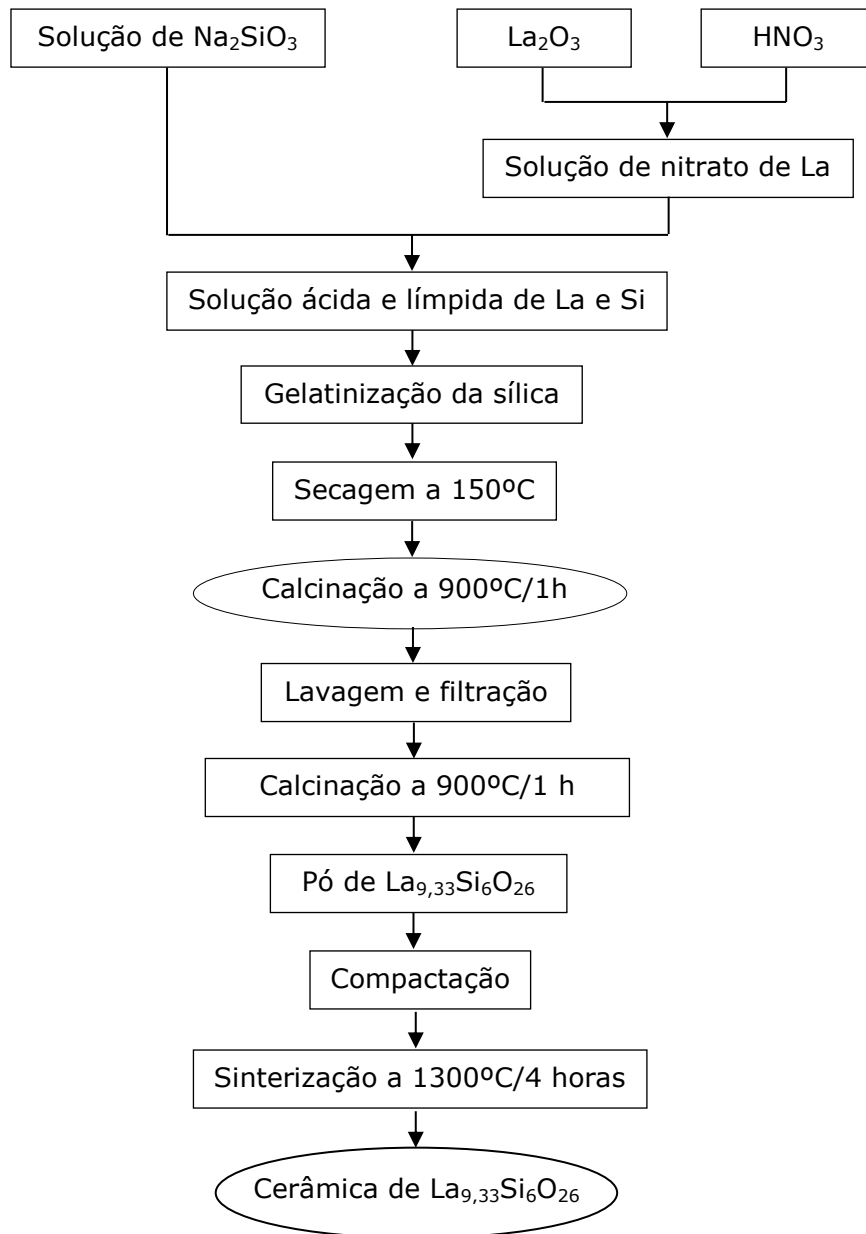 Solução de Na₂SiO₃
La₂O₃
HNO₃
Solução de nitrato de La
Solução ácida e límpida de La e Si
Gelatinização da sílica
Secagem a 150ºC
Calcinação a 900ºC/1h
Lavagem e filtração
Calcinação a 900ºC/1 h
Pó de La₉,₃₃Si₆O₂₆
Compactação
Sinterização a 1300ºC/4 horas
Cerâmica de La₉,₃₃Si₆O₂₆